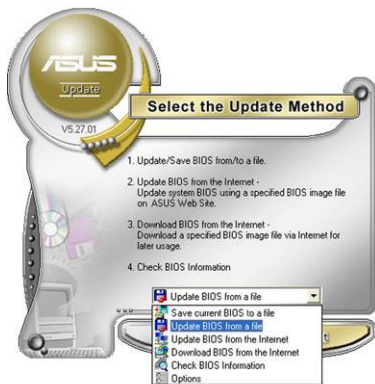 ASUS
Update
V5.27.01
Select the Update Method
1. Update/Save BIOS from/to a file.
2. Update BIOS from the Internet -
Update system BIOS using a specified BIOS image file
on ASUS Web Site.
3. Download BIOS from the Internet -
Download a specified BIOS image file via Internet for
later usage.
4. Check BIOS Information
Update BIOS from a file
Save current BIOS to a file
Update BIOS from a file
Update BIOS from the Internet
Download BIOS from the Internet
Check BIOS Information
Options